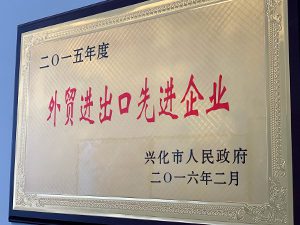 二〇一五年度
外贸进出口先进企业
兴化市人民政府
二〇一六年二月